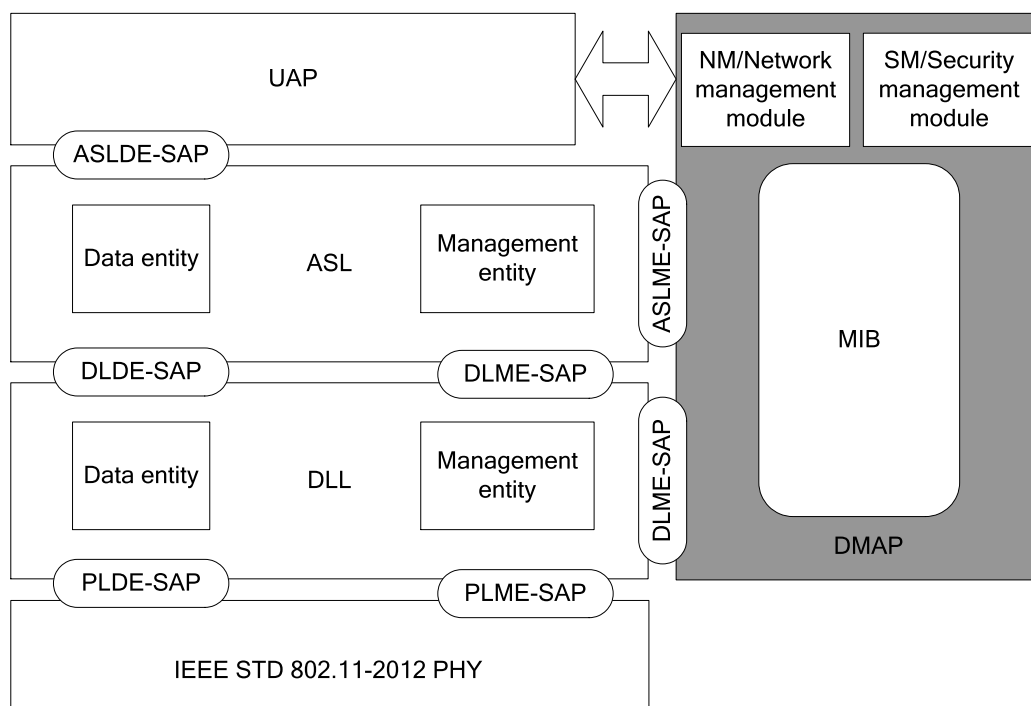 UAP
NM/Network
management
module
SM/Security
management
module
ASLDE-SAP
Data entity
ASL
Management
entity
ASLME-SAP
MIB
DLDE-SAP
DLME-SAP
Data entity
DLL
Management
entity
DLME-SAP
DMAP
PLDE-SAP
PLME-SAP
IEEE STD 802.11-2012 PHY